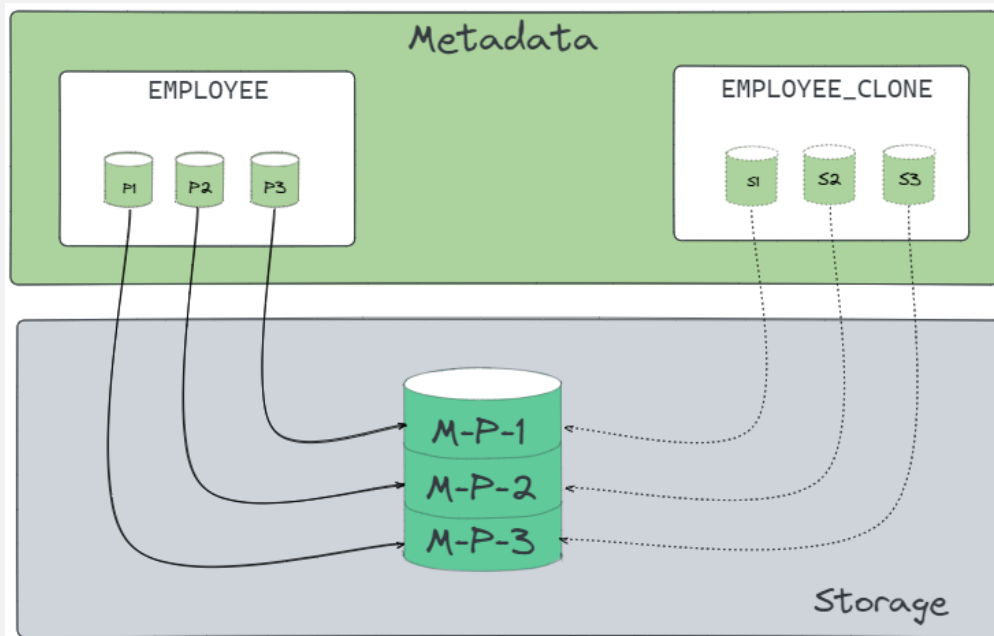 Metadata
EMPLOYEE
P1 P2 P3
EMPLOYEE_CLONE
S1 S2 S3
M-P-1
M-P-2
M-P-3
Storage